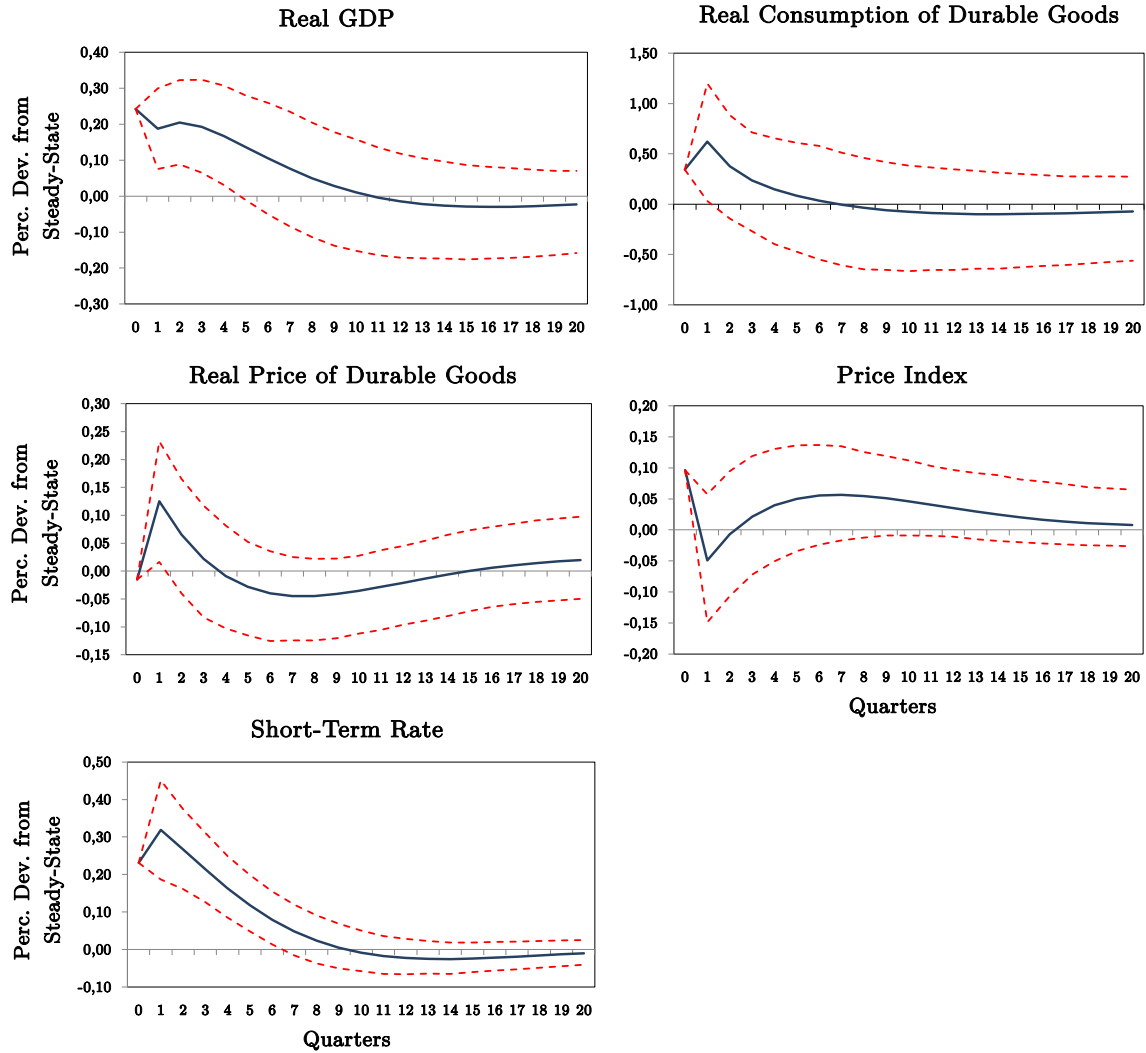 Real GDP
Perc. Dev. from
Steady-State
0,40
0,30
0,20
0,10
0,00
-0,10
-0,20
-0,30
0 1 2 3 4 5 6 7 8 9 10 11 12 13 14 15 16 17 18 19 20
Real Consumption of Durable Goods
1,50
1,00
0,50
0,00
-0,50
-1,00
0 1 2 3 4 5 6 7 8 9 10 11 12 13 14 15 16 17 18 19 20
Real Price of Durable Goods
Perc. Dev. from
Steady-State
0,30
0,25
0,20
0,15
0,10
0,05
0,00
-0,05
-0,10
-0,15
0 1 2 3 4 5 6 7 8 9 10 11 12 13 14 15 16 17 18 19 20
Price Index
0,20
0,15
0,10
0,05
0,00
-0,05
-0,10
-0,15
-0,20
0 1 2 3 4 5 6 7 8 9 10 11 12 13 14 15 16 17 18 19 20
Quarters
Short-Term Rate
Perc. Dev. from
Steady-State
0,50
0,40
0,30
0,20
0,10
0,00
-0,10
0 1 2 3 4 5 6 7 8 9 10 11 12 13 14 15 16 17 18 19 20
Quarters